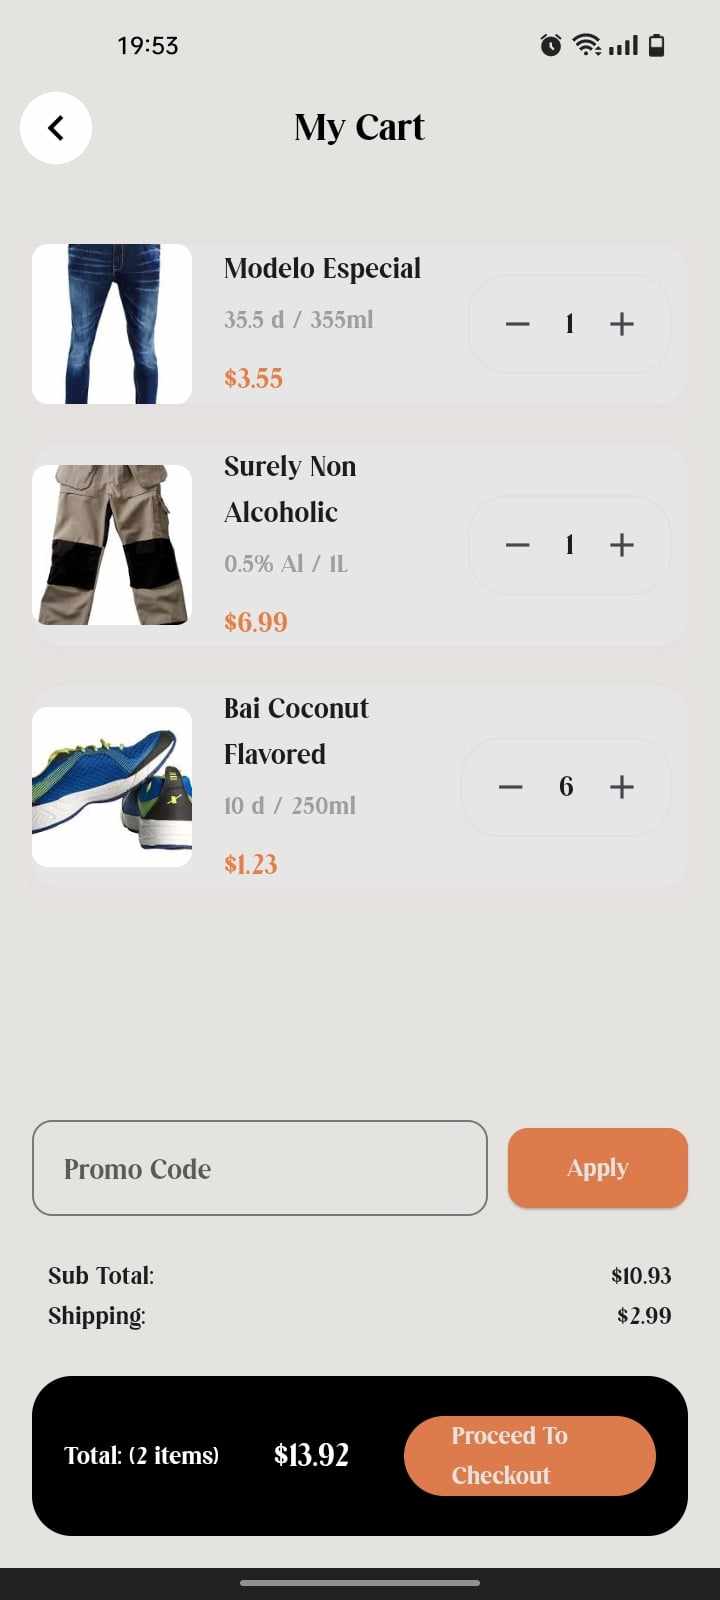 19:53
My Cart
Modelo Especial
35.5 d / 355ml
$3.55
1
Surely Non
Alcoholic
0.5% Al / 1L
$6.99
1
Bai Coconut
Flavored
10 d / 250ml
$1.23
6
Promo Code
Apply
Sub Total: $10.93
Shipping: $2.99
Total: (2 items) $13.92
Proceed To
Checkout